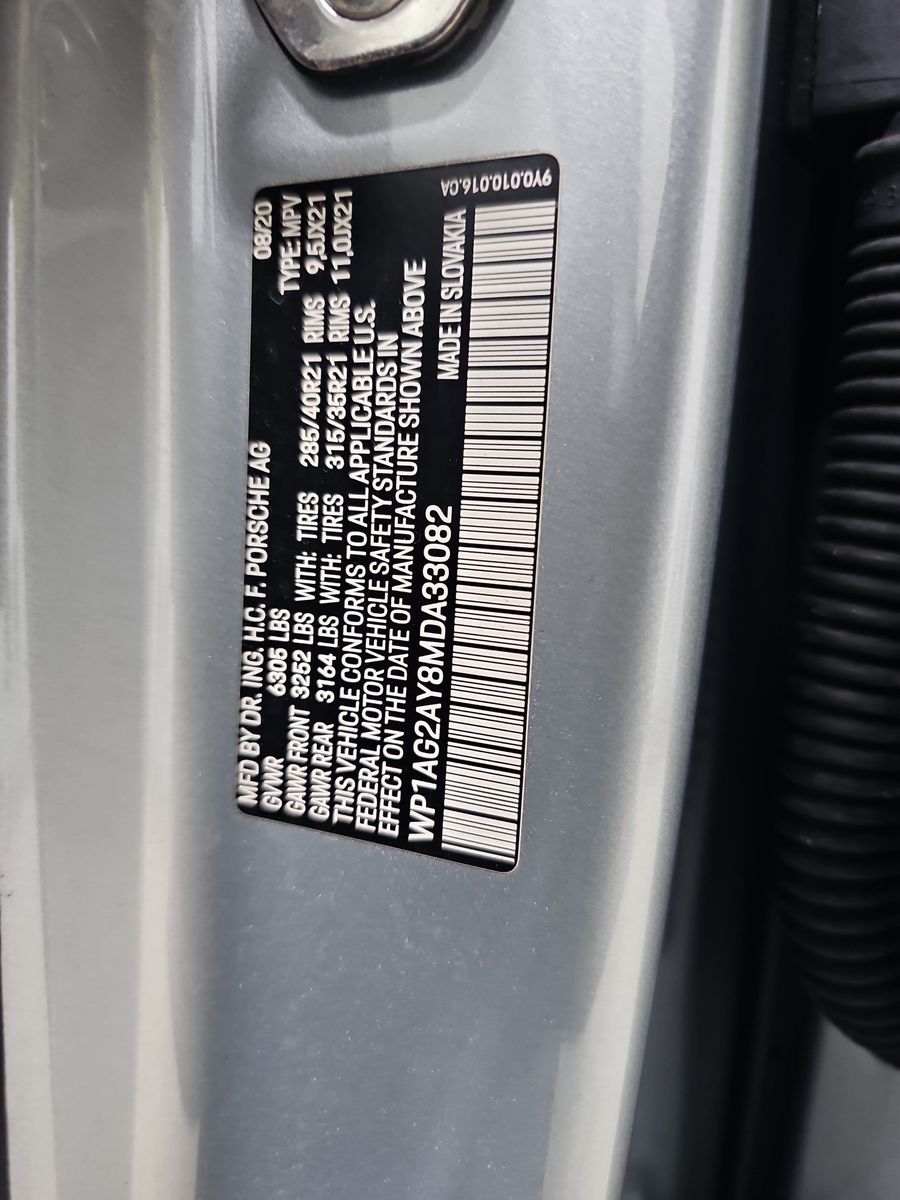 MFD BY DR. ING. H.C. F. PORSCHE AG 08/20
GVWR 6305 LBS TYPE: MPV
GAWR FRONT 3252 LBS WITH: TIRES 285/40R21 RIMS 9,5JX21
GAWR REAR 3164 LBS WITH: TIRES 315/35R21 RIMS 11,0JX21
THIS VEHICLE CONFORMS TO ALL APPLICABLE U.S.
FEDERAL MOTOR VEHICLE SAFETY STANDARDS IN
EFFECT ON THE DATE OF MANUFACTURE SHOWN ABOVE
WP1AG2AY8MDA33082 MADE IN SLOVAKIA
9Y0.010.016.CA